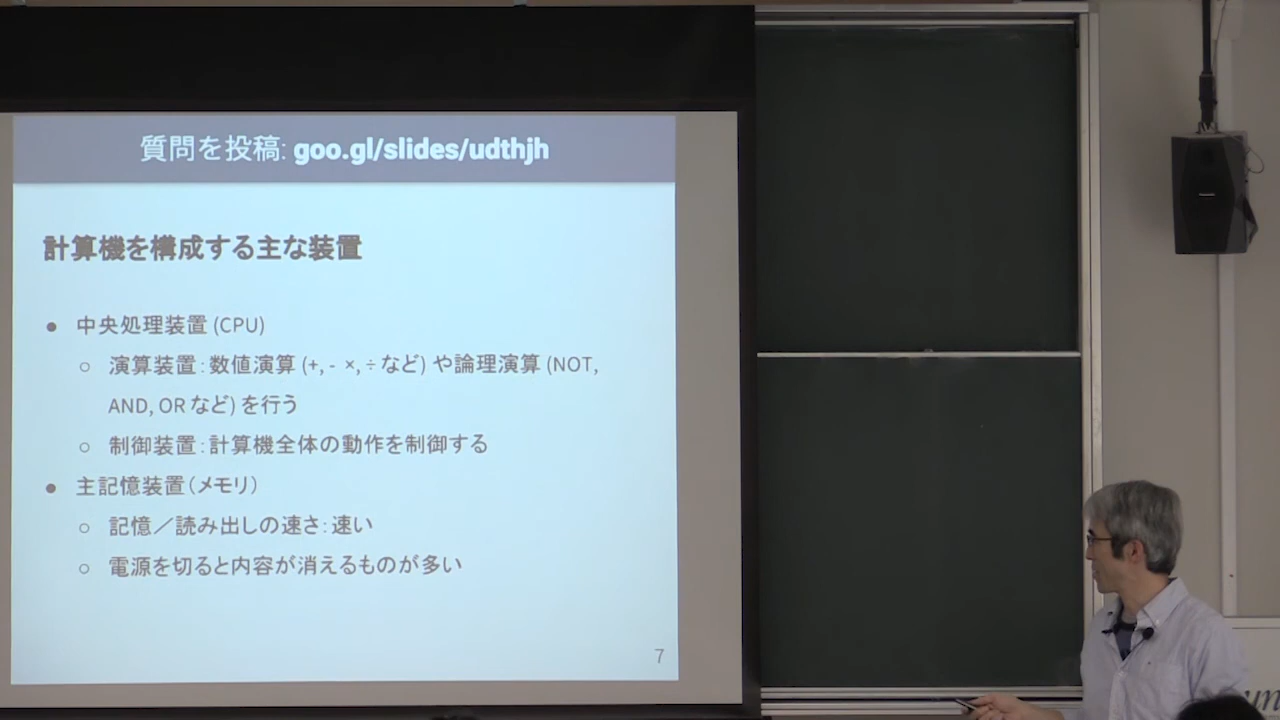 質問を投稿: goo.gl/slides/udthjh
計算機を構成する主な装置
● 中央処理装置 (CPU)
○ 演算装置: 数値演算 (+, - ×, ÷ など) や論理演算 (NOT,
AND, OR など) を行う
○ 制御装置: 計算機全体の動作を制御する
● 主記憶装置（メモリ）
○ 記憶／読み出しの速さ: 速い
○ 電源を切ると内容が消えるものが多い
7